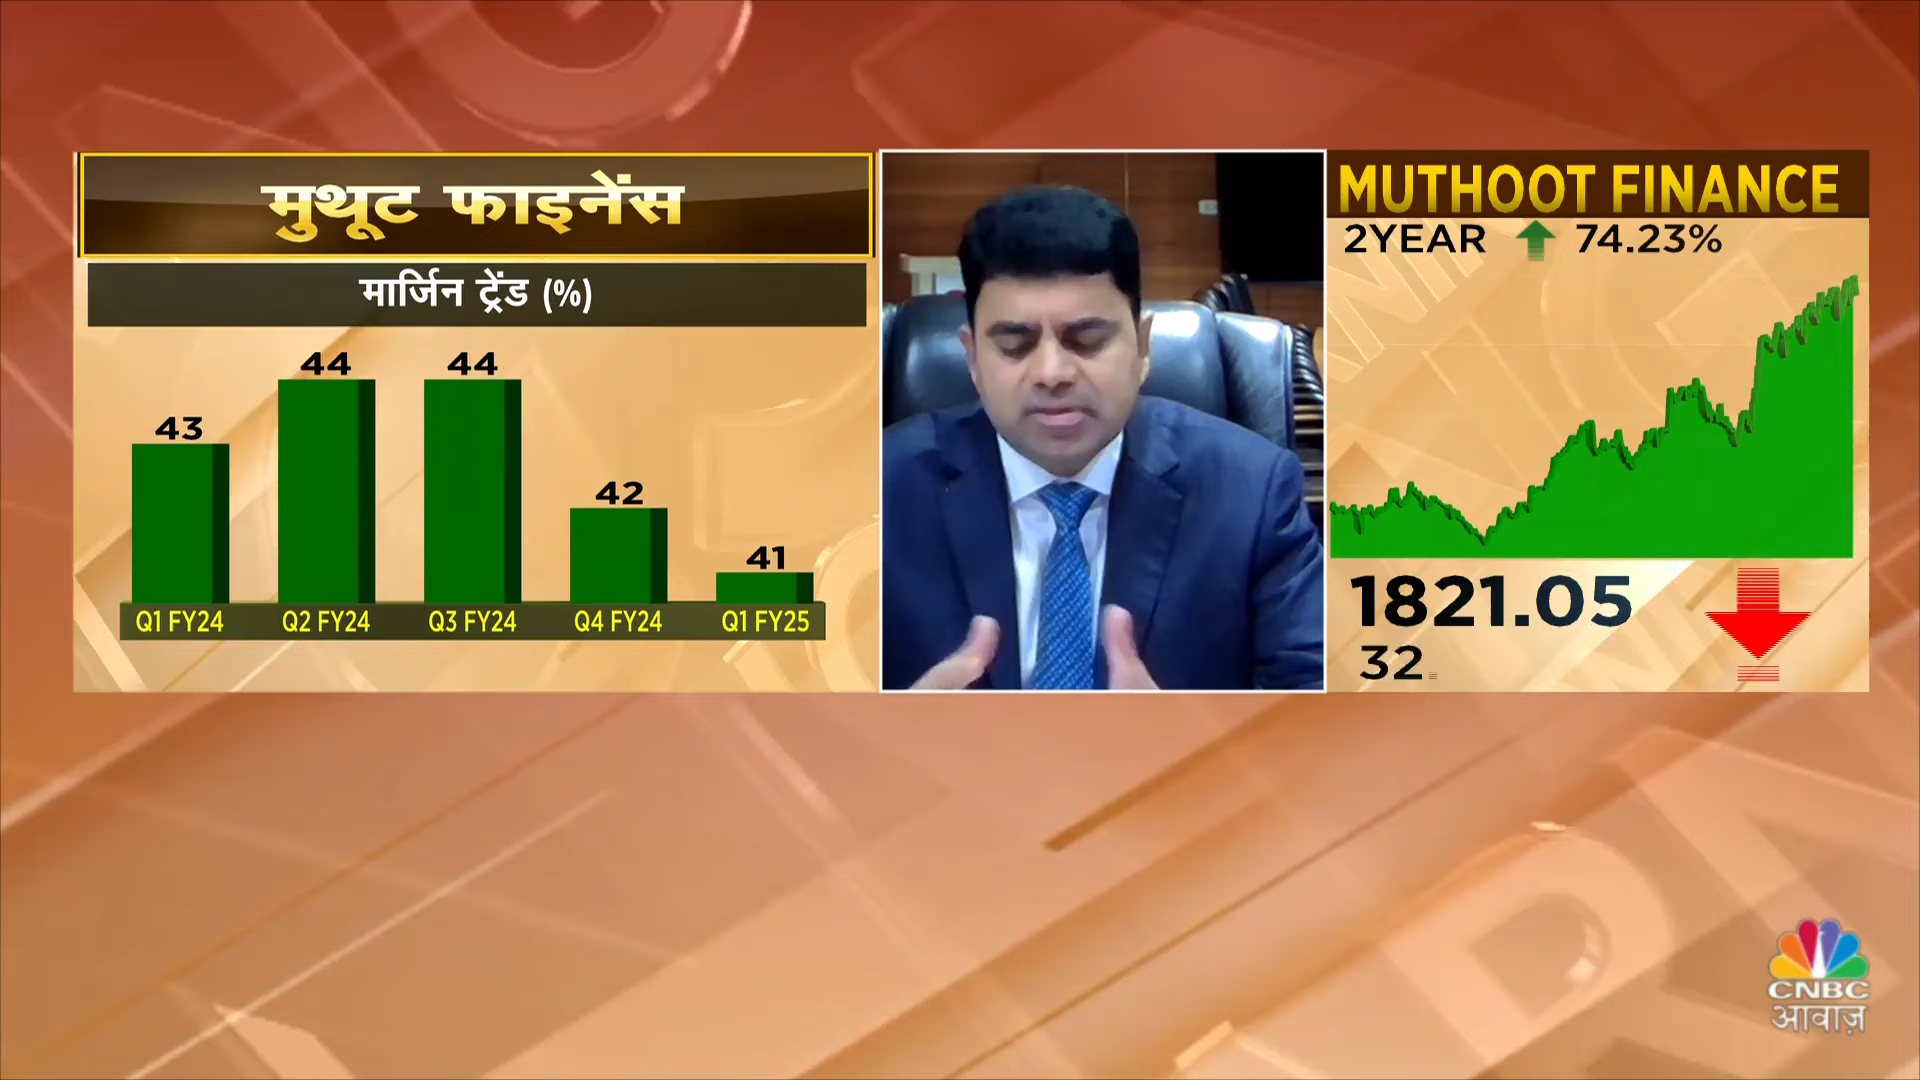 मुथूट फाइनेंस
मार्जिन ट्रेंड (%)
43
44
44
42
41
Q1 FY24
Q2 FY24
Q3 FY24
Q4 FY24
Q1 FY25
MUTHOOT FINANCE
2YEAR 74.23%
1821.05
32
CNBC
आवाज़